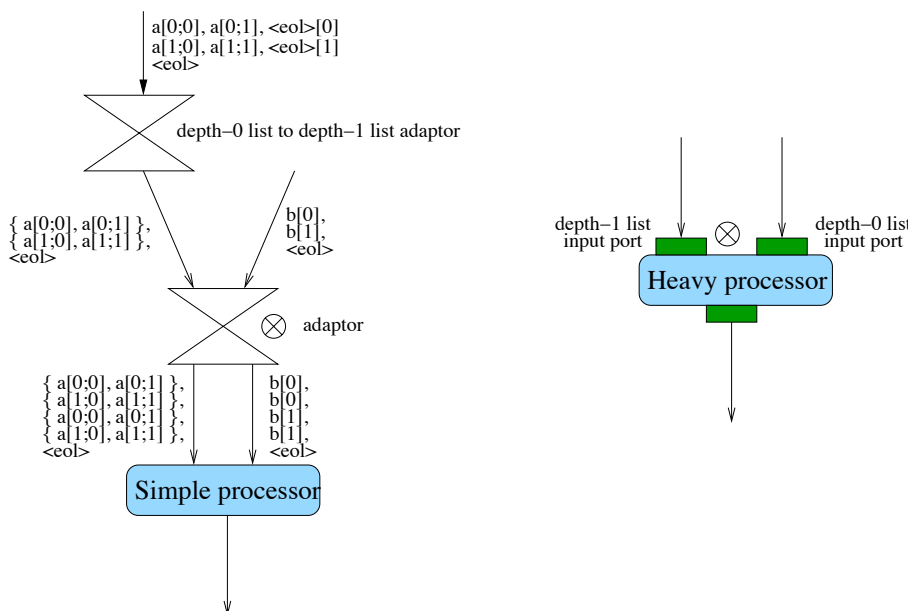 a[0;0], a[0;1], <eol>[0]
a[1;0], a[1;1], <eol>[1]
<eol>
depth–0 list to depth–1 list adaptor
{ a[0;0], a[0;1] },
{ a[1;0], a[1;1] },
<eol>
b[0],
b[1],
<eol>
adaptor
{ a[0;0], a[0;1] },
{ a[1;0], a[1;1] },
{ a[0;0], a[0;1] },
{ a[1;0], a[1;1] },
<eol>
b[0],
b[0],
b[1],
b[1],
<eol>
Simple processor
depth–1 list
input port
depth–0 list
input port
Heavy processor